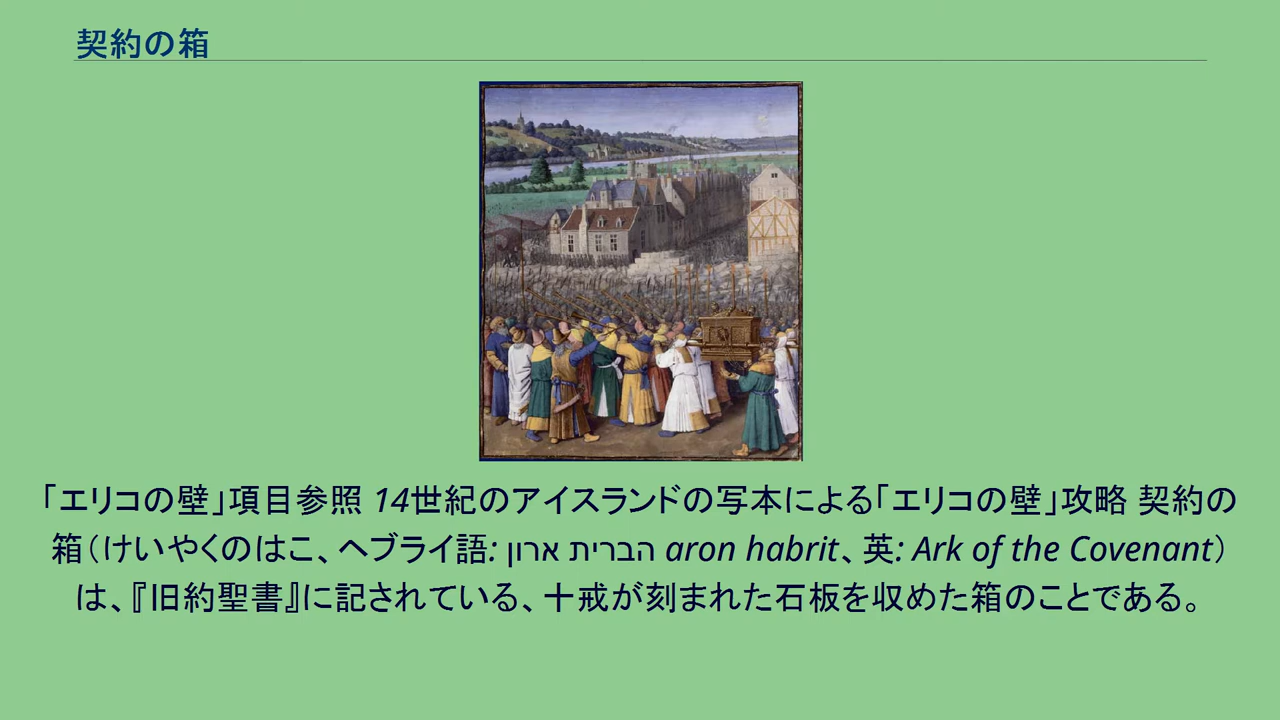 契約の箱
「エリコの壁」項目参照 14世紀のアイスランドの写本による「エリコの壁」攻略 契約の
箱（けいやくのはこ、ヘブライ語: ארון הברית aron habrit、英: Ark of the Covenant）
は、『旧約聖書』に記されている、十戒が刻まれた石板を収めた箱のことである。